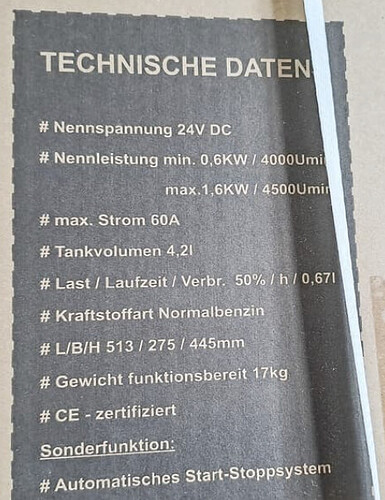 TECHNISCHE DATEN
# Nennspannung 24V DC
# Nennleistung min. 0,6KW / 4000Umi
max.1,6KW / 4500Umin
# max. Strom 60A
# Tankvolumen 4,2l
# Last / Laufzeit / Verbr. 50% / h / 0,67l
# Kraftstoffart Normalbenzin
# L/B/H 513 / 275 / 445mm
# Gewicht funktionsbereit 17kg
# CE - zertifiziert
Sonderfunktion:
# Automatisches Start-Stoppsystem